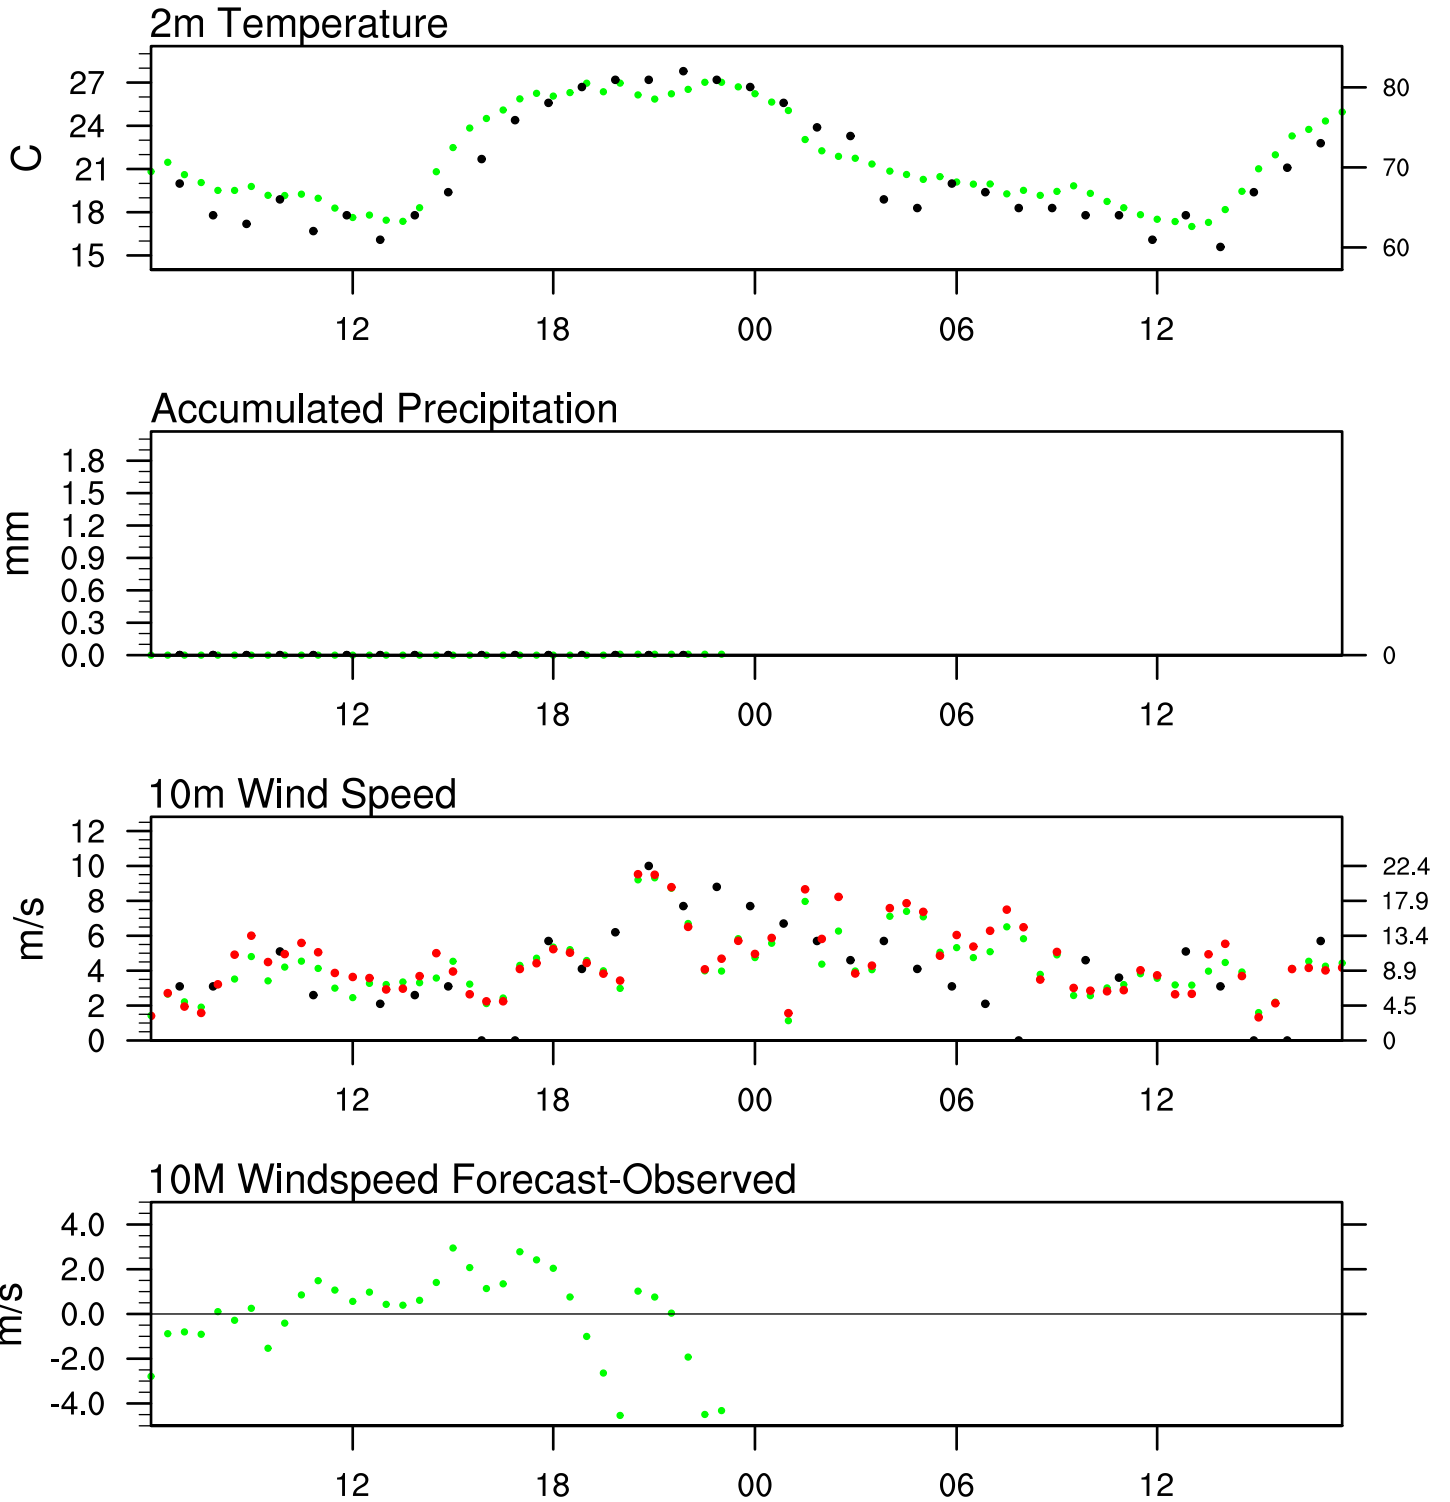 2m Temperature
27
24
21
18
15
C
80
70
60
12 18 00 06 12
Accumulated Precipitation
1.8
1.5
1.2
0.9
0.6
0.3
0.0
mm
0
12 18 00 06 12
10m Wind Speed
12
10
8
6
4
2
0
m/s
22.4
17.9
13.4
8.9
4.5
0
12 18 00 06 12
10M Windspeed Forecast-Observed
4.0
2.0
0.0
-2.0
-4.0
m/s
12 18 00 06 12